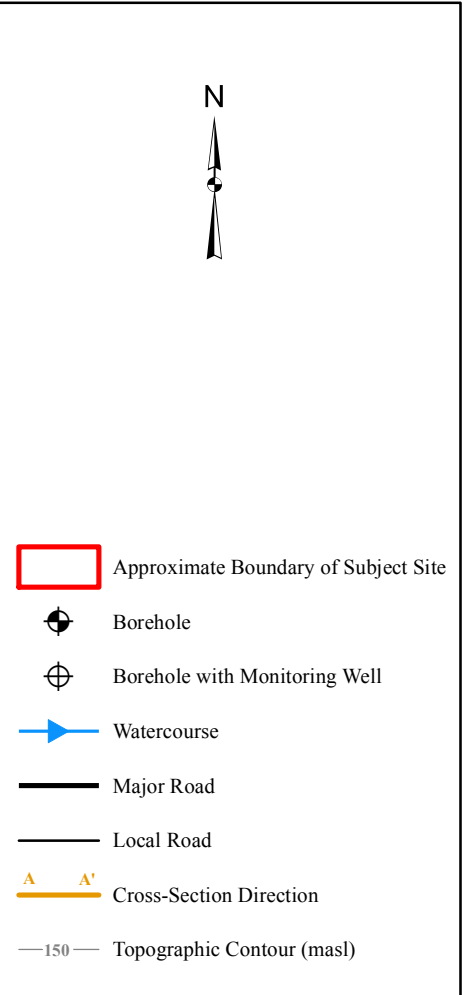 N
Approximate Boundary of Subject Site
Borehole
Borehole with Monitoring Well
Watercourse
Major Road
Local Road
A A' Cross-Section Direction
150 Topographic Contour (masl)